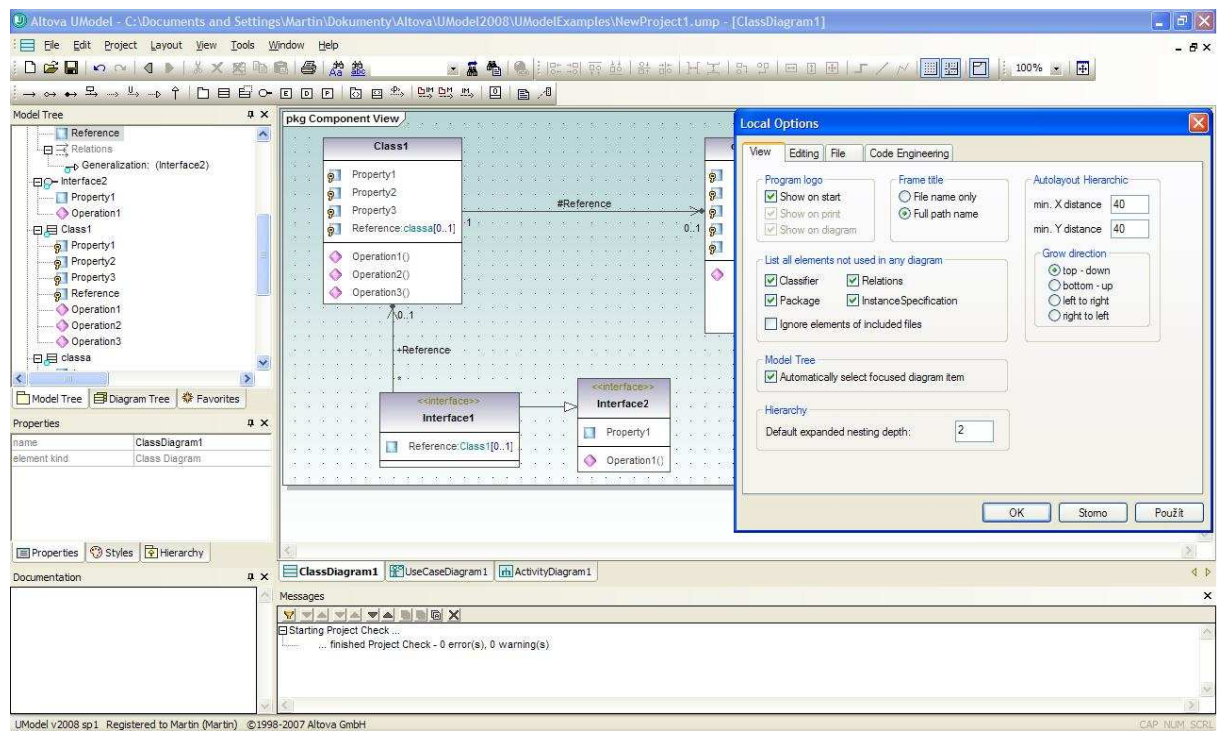 Altova UModel - C:\Documents and Settings\Martin\Dokumenty\Altova\UModel2008\UModelExamples\NewProject1.ump - [ClassDiagram1]
File Edit Project Layout View Tools Window Help
100%
Model Tree
Reference
Relations
Generalization: (Interface2)
Interface2
Property1
Operation1
Class1
Property1
Property2
Property3
Reference
Operation1
Operation2
Operation3
classa
Model Tree Diagram Tree Favorites
Properties
name ClassDiagram1
element kind Class Diagram
Properties Styles Hierarchy
Documentation
pkg Component View
Class1
Property1
Property2
Property3
Reference:classa[0..1]
Operation1()
Operation2()
Operation3()
#Reference
-1
0..1
0..1
+Reference
*
<<interface>>
Interface1
Reference:Class1[0..1]
<<interface>>
Interface2
Property1
Operation1()
Local Options
View Editing File Code Engineering
Program logo
Show on start
Show on print
Show on diagram
Frame title
File name only
Full path name
Autolayout Hierarchic
min. X distance 40
min. Y distance 40
Grow direction
top - down
bottom - up
left to right
right to left
List all elements not used in any diagram
Classifier Relations
Package InstanceSpecification
Ignore elements of included files
Model Tree
Automatically select focused diagram item
Hierarchy
Default expanded nesting depth: 2
OK Storno Použít
ClassDiagram1 UseCaseDiagram1 ActivityDiagram1
Messages
Starting Project Check ...
... finished Project Check - 0 error(s), 0 warning(s)
UModel v2008 sp1 Registered to Martin (Martin) ©1998-2007 Altova GmbH
CAP NUM SCRL